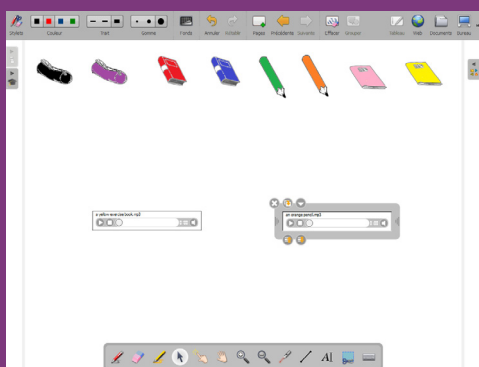 Stylets Couleur Trait Gomme Fonds Annuler Refaire Pages Précédente Suivante Effacer Groupes Tableau Web Documents Bureau
a yellow exercise book.mp3
an orange pencil.mp3
A